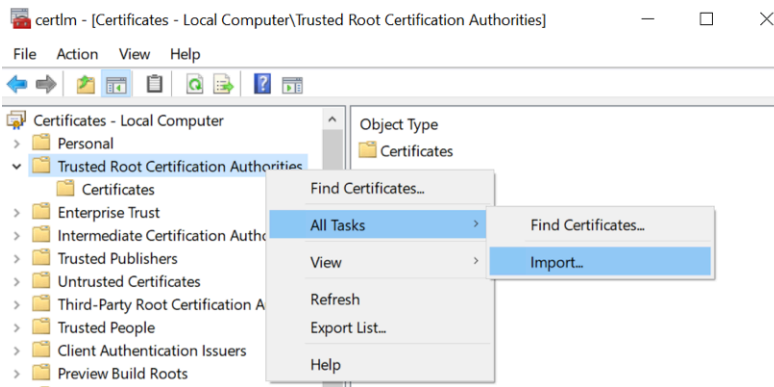 certlm - [Certificates - Local Computer\Trusted Root Certification Authorities]
File Action View Help
Certificates - Local Computer
Personal
Trusted Root Certification Authorities
Certificates
Enterprise Trust
Intermediate Certification Autho
Trusted Publishers
Untrusted Certificates
Third-Party Root Certification A
Trusted People
Client Authentication Issuers
Preview Build Roots
Object Type
Certificates
Find Certificates...
All Tasks
View
Refresh
Export List...
Help
Find Certificates...
Import...